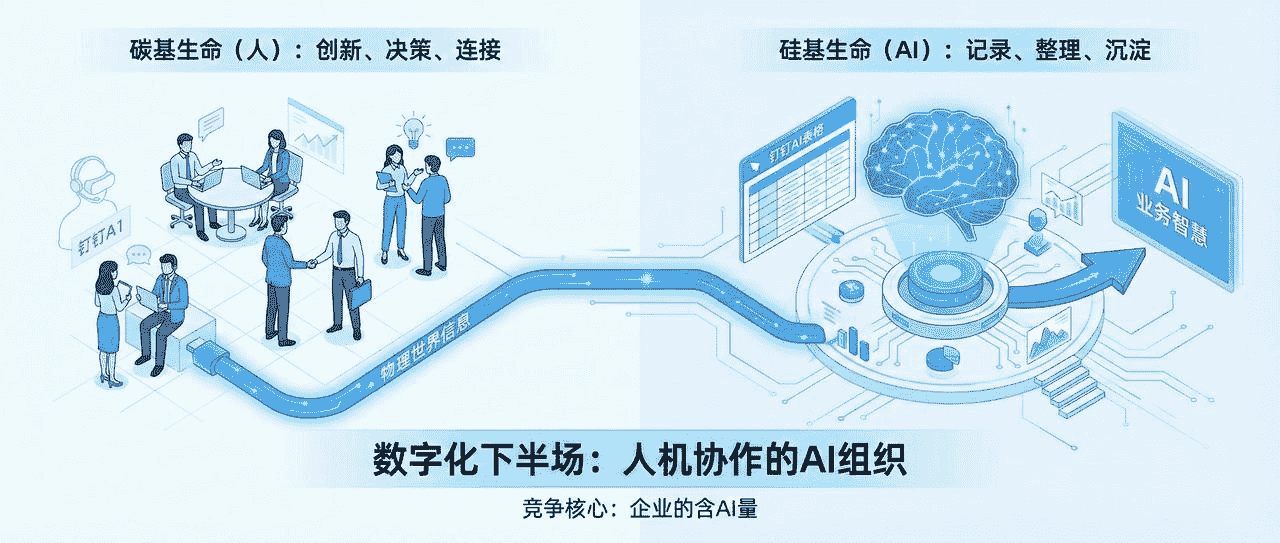 碳基生命（人）：创新、决策、连接
硅基生命（AI）：记录、整理、沉淀
钉钉A1
物理世界信息
钉钉AI表格
AI
业务智慧
数字化下半场：人机协作的AI组织
竞争核心：企业的含AI量